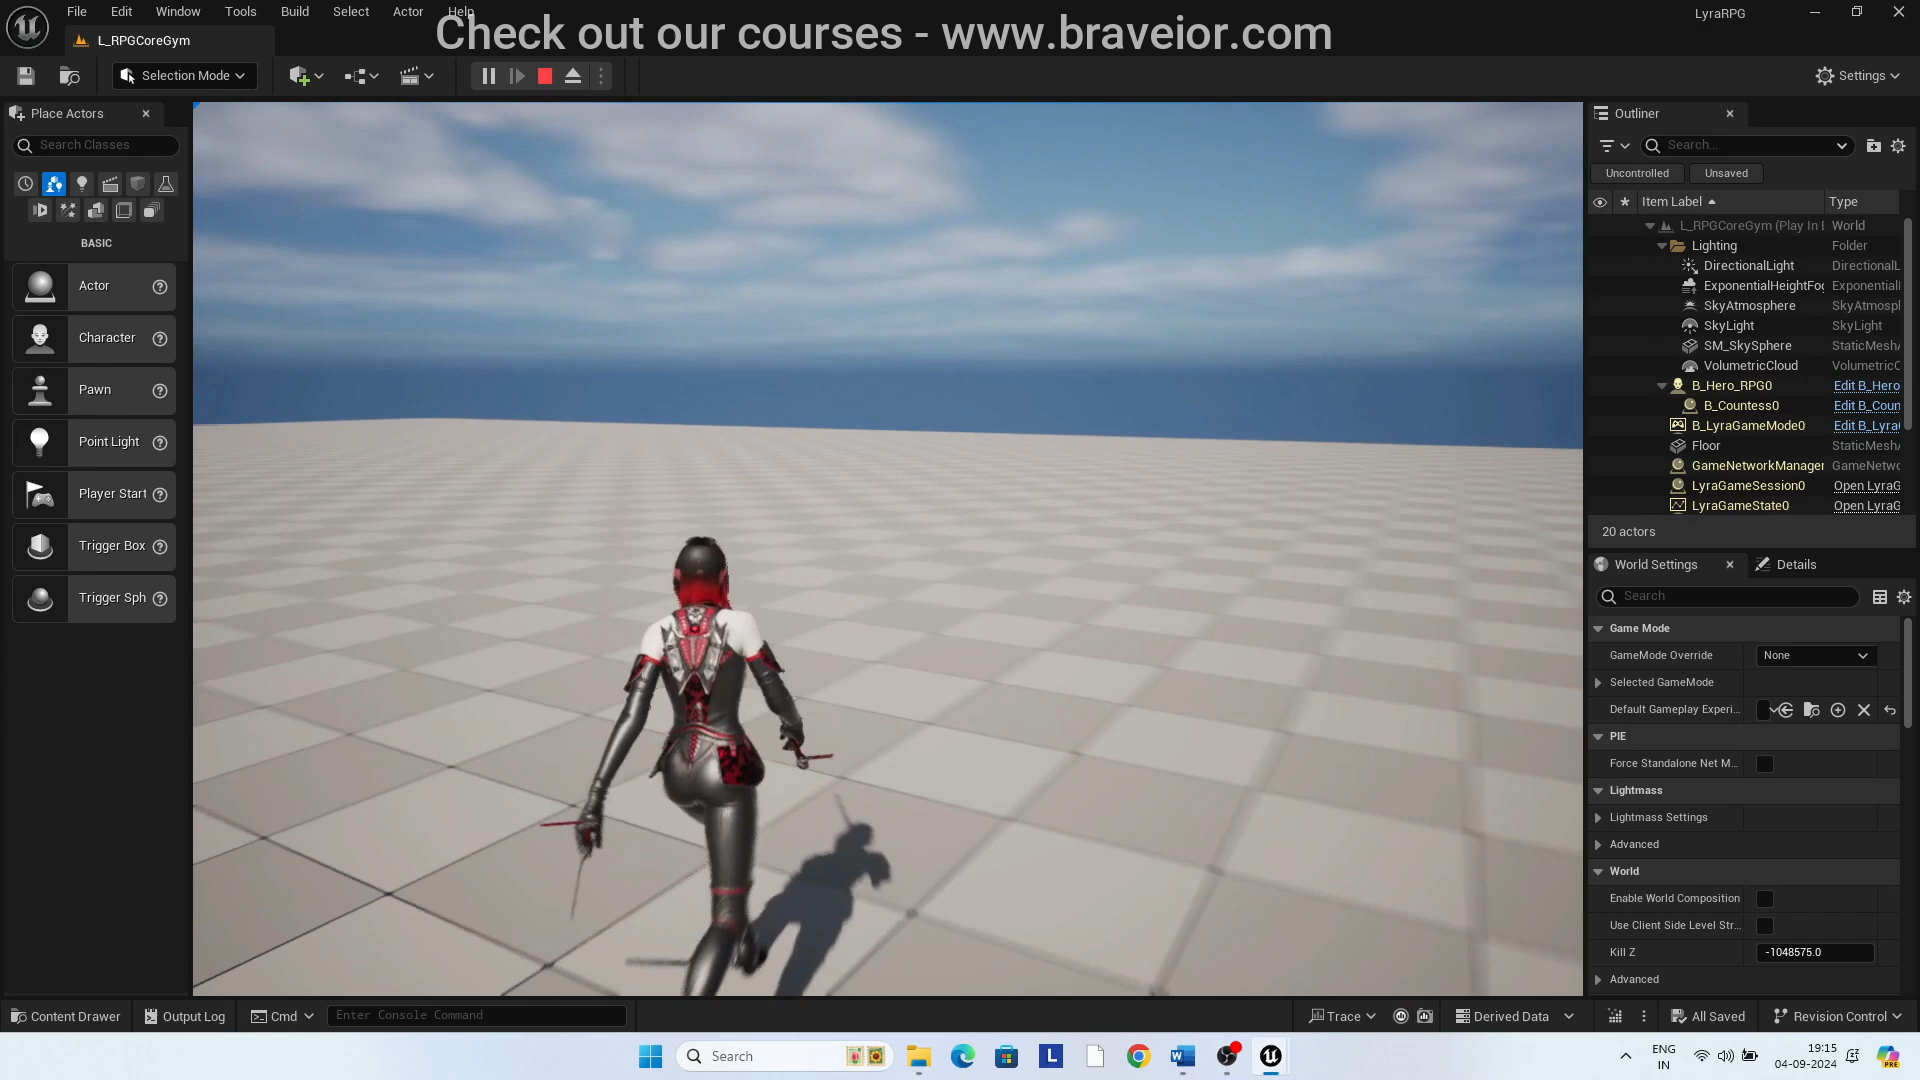 File Edit Window Tools Build Select Actor Help
LyraRPG
L_RPGCoreGym
Check out our courses - www.braveior.com
Selection Mode
Settings
Place Actors
Search Classes
BASIC
Actor
Character
Pawn
Point Light
Player Start
Trigger Box
Trigger Sph
Outliner
Search...
Uncontrolled Unsaved
Item Label Type
L_RPGCoreGym (Play In E World
Lighting Folder
DirectionalLight DirectionalL
ExponentialHeightFog Exponential
SkyAtmosphere SkyAtmosp
SkyLight SkyLight
SM_SkySphere StaticMeshA
VolumetricCloud VolumetricC
B_Hero_RPG0 Edit B_Hero
B_Countess0 Edit B_Coun
B_LyraGameMode0 Edit B_Lyra
Floor StaticMeshA
GameNetworkManager GameNetwo
LyraGameSession0 Open LyraG
LyraGameState0 Open LyraG
20 actors
World Settings Details
Search
Game Mode
GameMode Override None
Selected GameMode
Default Gameplay Experi...
PIE
Force Standalone Net M...
Lightmass
Lightmass Settings
Advanced
World
Enable World Composition
Use Client Side Level Str...
Kill Z -1048575.0
Advanced
Content Drawer Output Log Cmd Enter Console Command Trace Derived Data All Saved Revision Control
Search
ENG
IN
19:15
04-09-2024
PRE